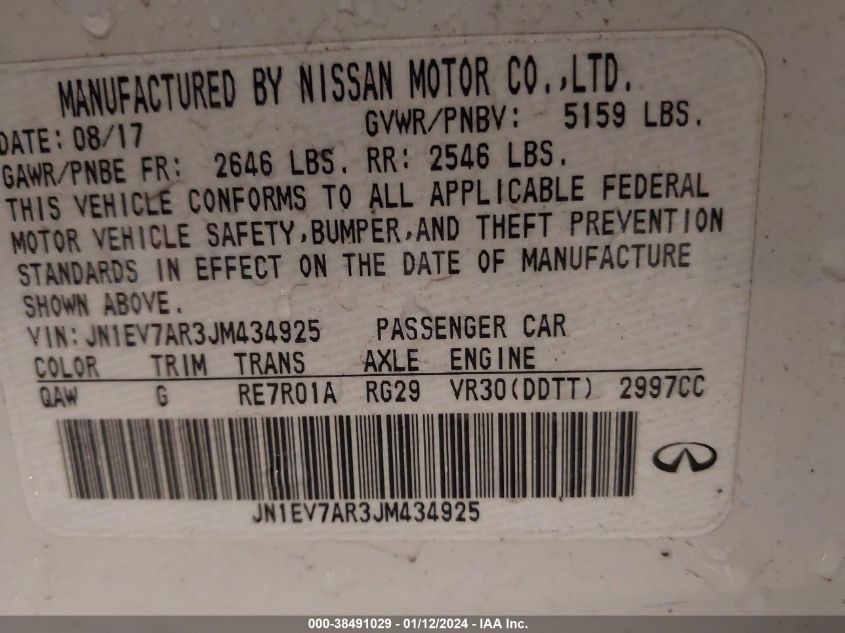 MANUFACTURED BY NISSAN MOTOR CO.,LTD.
DATE: 08/17 GVWR/PNBV: 5159 LBS.
GAWR/PNBE FR: 2646 LBS. RR: 2546 LBS.
THIS VEHICLE CONFORMS TO ALL APPLICABLE FEDERAL
MOTOR VEHICLE SAFETY,BUMPER,AND THEFT PREVENTION
STANDARDS IN EFFECT ON THE DATE OF MANUFACTURE
SHOWN ABOVE.
VIN: JN1EV7AR3JM434925 PASSENGER CAR
COLOR TRIM TRANS AXLE ENGINE
QAW G RE7R01A RG29 VR30(DDTT) 2997CC
JN1EV7AR3JM434925
000-38491029 - 01/12/2024 - IAA Inc.